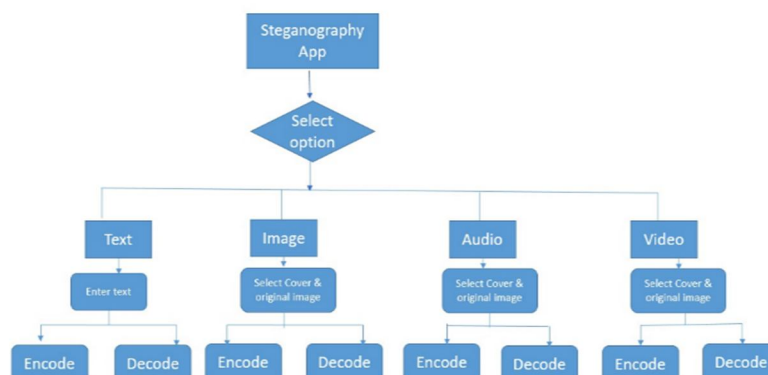 Steganography
App
Select
option
Text
Image
Audio
Video
Enter text
Select Cover &
original image
Select Cover &
original image
Select Cover &
original image
Encode
Decode
Encode
Decode
Encode
Decode
Encode
Decode